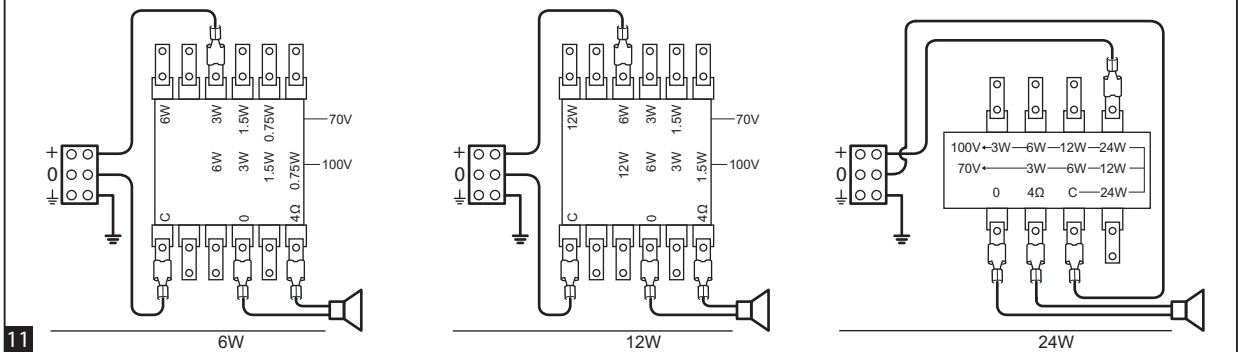 6W 3W 1.5W 0.75W 70V
6W 3W 1.5W 0.75W 100V
+
0
C 0 4Ω
6W
12W 6W 3W 1.5W 70V
12W 6W 3W 1.5W 100V
+
0
C 0 4Ω
12W
100V 3W 6W 12W 24W
70V 3W 6W 12W
0 4Ω C 24W
+
0
24W
11